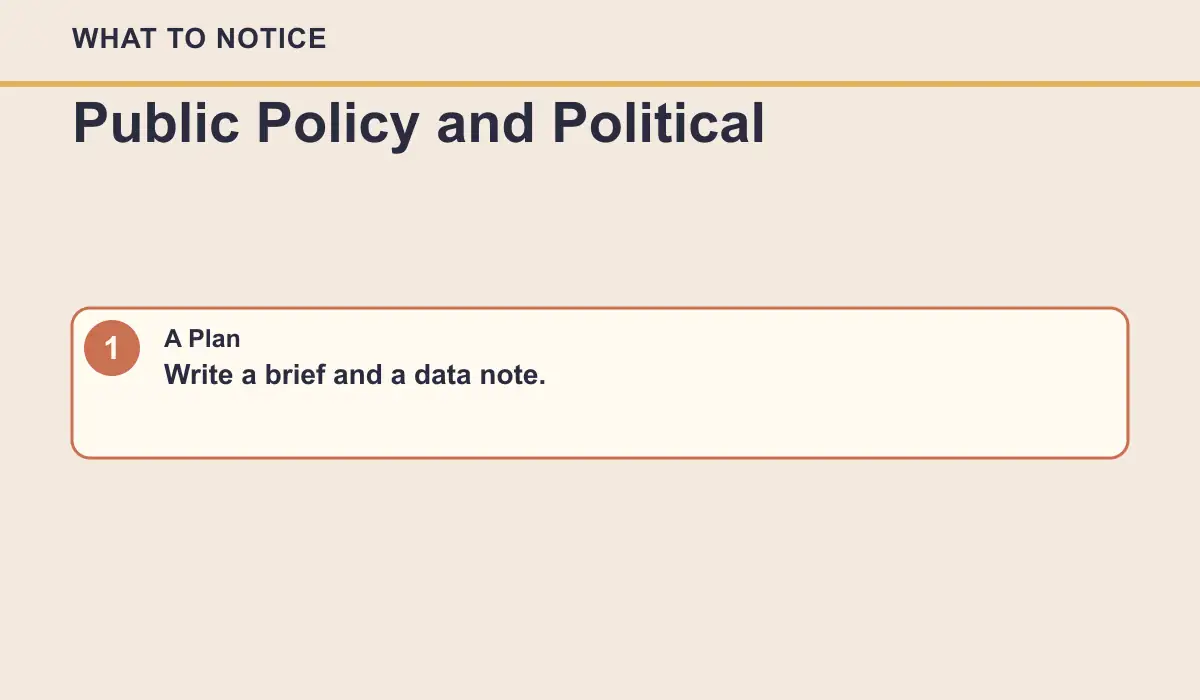 WHAT TO NOTICE
Public Policy and Political
1
A Plan
Write a brief and a data note.